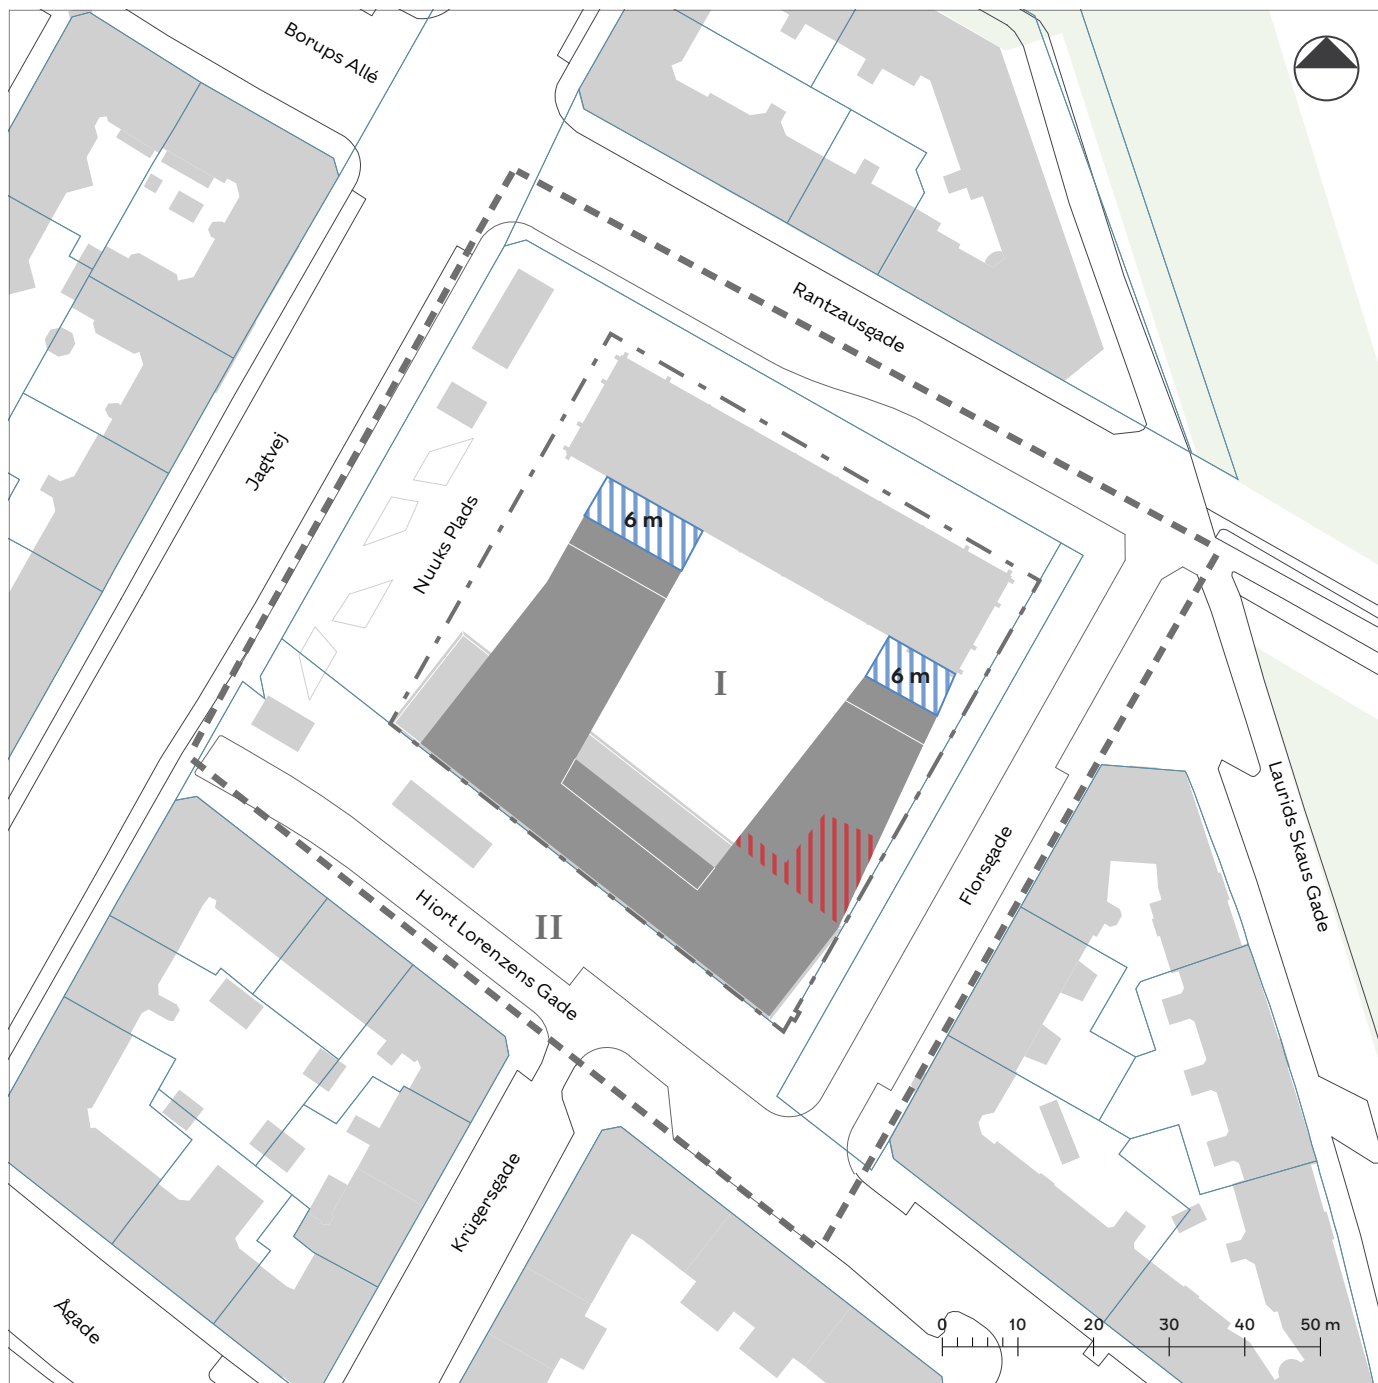 Borups Allé
Rantzausgade
Jagtvej
Nuuks Plads
6 m
6 m
I
Florsgade
Laurids Skaus Gade
II
Hiort Lorenzens Gade
Krügersgade
Ågade
0 10 20 30 40 50 m